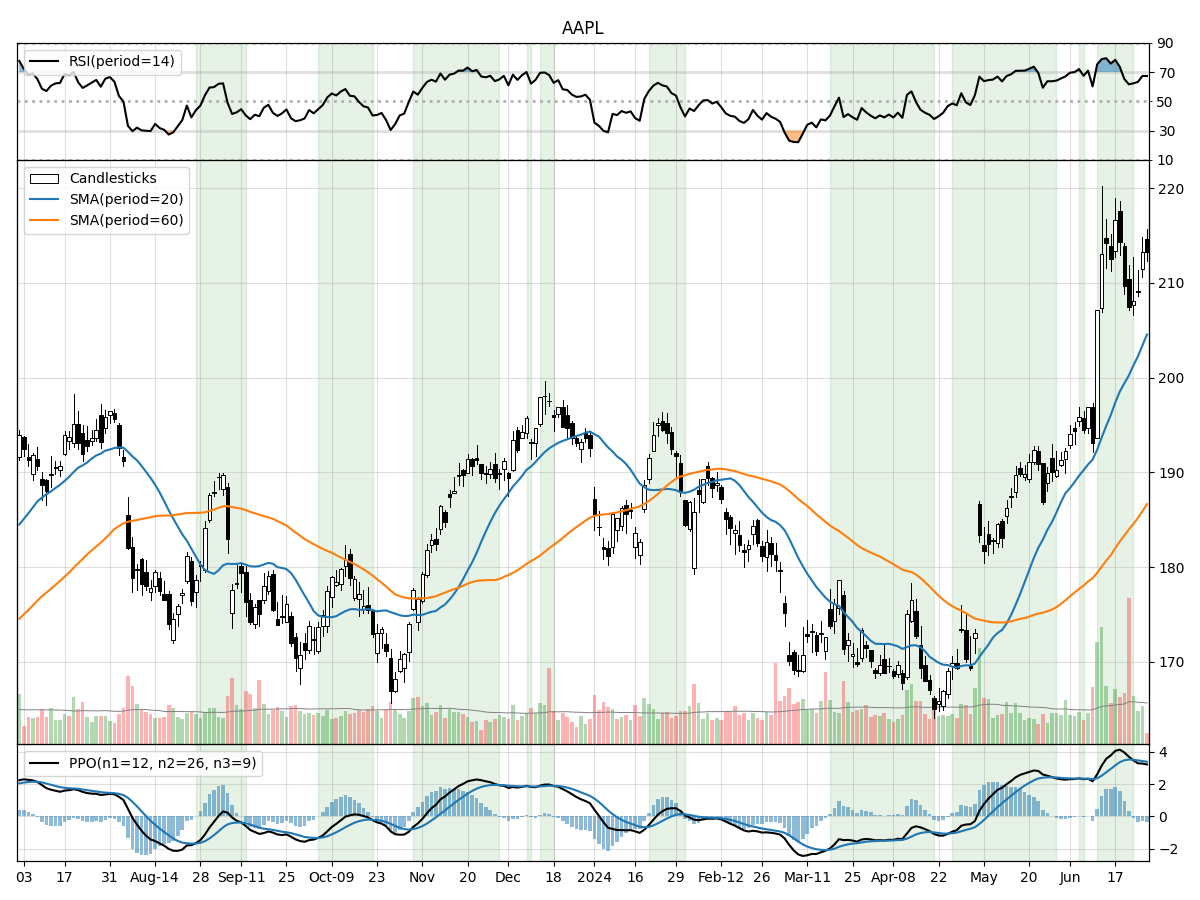 AAPL
RSI(period=14)
90
70
50
30
10
Candlesticks
SMA(period=20)
SMA(period=60)
220
210
200
190
180
170
PPO(n1=12, n2=26, n3=9)
4
2
0
−2
03 17 31 Aug-14 28 Sep-11 25 Oct-09 23 Nov 20 Dec 18 2024 16 29 Feb-12 26 Mar-11 25 Apr-08 22 May 20 Jun 17